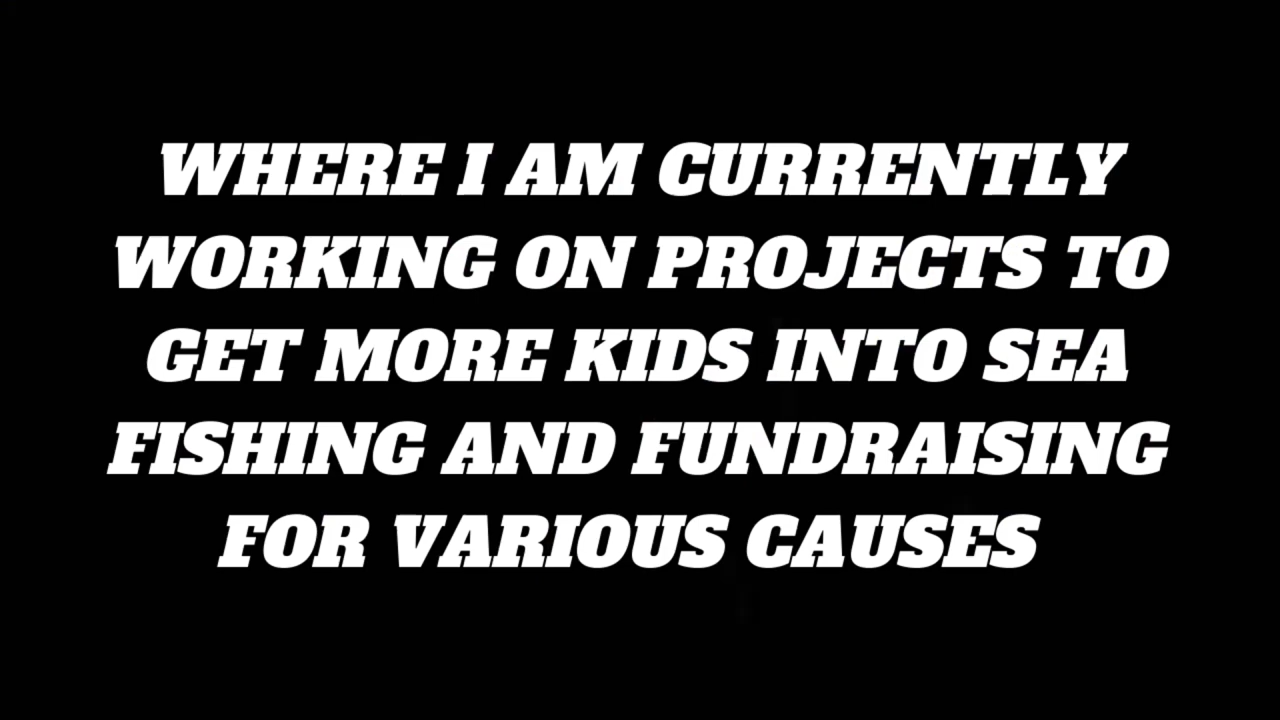 WHERE I AM CURRENTLY
WORKING ON PROJECTS TO
GET MORE KIDS INTO SEA
FISHING AND FUNDRAISING
FOR VARIOUS CAUSES